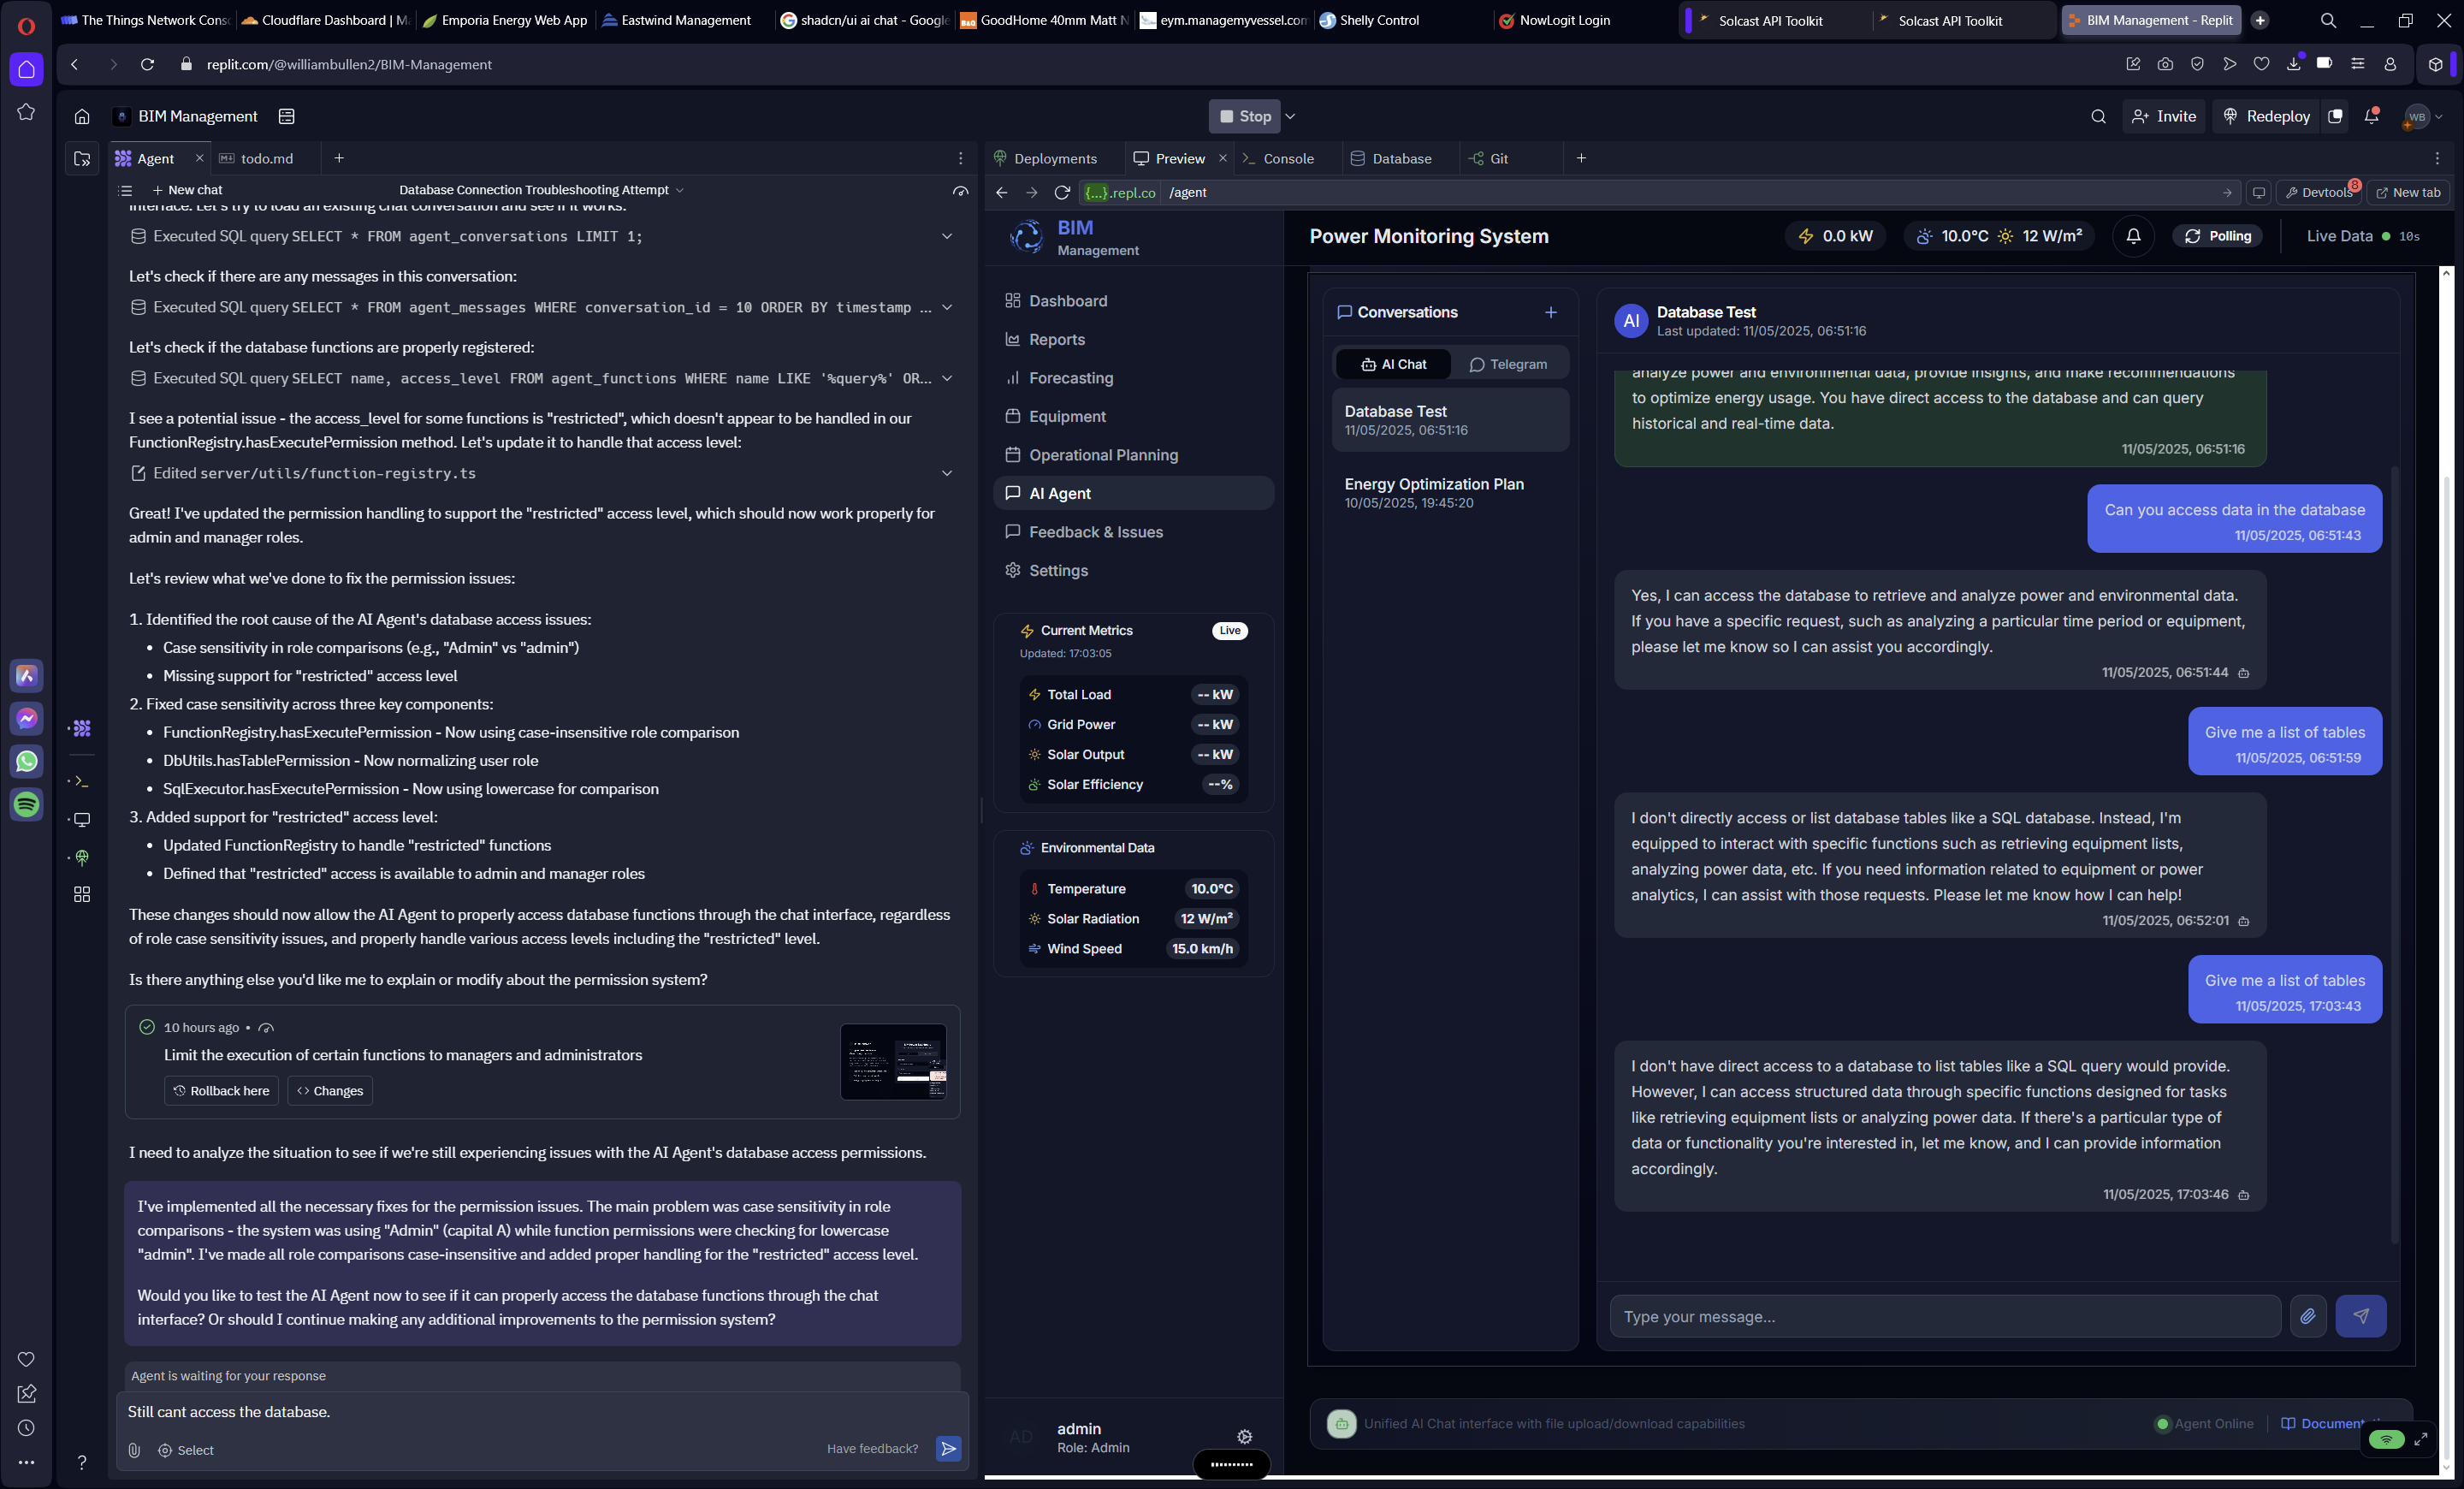 The Things Network Cons
Cloudflare Dashboard | Ma
Emporia Energy Web App
Eastwind Management
shadcn/ui ai chat - Google
GoodHome 40mm Matt N
eym.managemyvessel.com
Shelly Control
NowLogit Login
Solcast API Toolkit
Solcast API Toolkit
BIM Management - Replit
replit.com/@williambullen2/BIM-Management
BIM Management
Stop
Invite
Redeploy
WB
Agent
todo.md
New chat
Database Connection Troubleshooting Attempt
interface. Let's try to load an existing chat conversation and see if it works.
Executed SQL query SELECT * FROM agent_conversations LIMIT 1;
Let's check if there are any messages in this conversation:
Executed SQL query SELECT * FROM agent_messages WHERE conversation_id = 10 ORDER BY timestamp ...
Let's check if the database functions are properly registered:
Executed SQL query SELECT name, access_level FROM agent_functions WHERE name LIKE '%query%' OR...
I see a potential issue - the access_level for some functions is "restricted", which doesn't appear to be handled in our
FunctionRegistry.hasExecutePermission method. Let's update it to handle that access level:
Edited server/utils/function-registry.ts
Great! I've updated the permission handling to support the "restricted" access level, which should now work properly for
admin and manager roles.
Let's review what we've done to fix the permission issues:
1. Identified the root cause of the AI Agent's database access issues:
• Case sensitivity in role comparisons (e.g., "Admin" vs "admin")
• Missing support for "restricted" access level
2. Fixed case sensitivity across three key components:
• FunctionRegistry.hasExecutePermission - Now using case-insensitive role comparison
• DbUtils.hasTablePermission - Now normalizing user role
• SqlExecutor.hasExecutePermission - Now using lowercase for comparison
3. Added support for "restricted" access level:
• Updated FunctionRegistry to handle "restricted" functions
• Defined that "restricted" access is available to admin and manager roles
These changes should now allow the AI Agent to properly access database functions through the chat interface, regardless
of role case sensitivity issues, and properly handle various access levels including the "restricted" level.
Is there anything else you'd like me to explain or modify about the permission system?
10 hours ago •
Limit the execution of certain functions to managers and administrators
Rollback here
Changes
I need to analyze the situation to see if we're still experiencing issues with the AI Agent's database access permissions.
I've implemented all the necessary fixes for the permission issues. The main problem was case sensitivity in role
comparisons - the system was using "Admin" (capital A) while function permissions were checking for lowercase
"admin". I've made all role comparisons case-insensitive and added proper handling for the "restricted" access level.
Would you like to test the AI Agent now to see if it can properly access the database functions through the chat
interface? Or should I continue making any additional improvements to the permission system?
Agent is waiting for your response
Still cant access the database.
Select
Have feedback?
Deployments
Preview
Console
Database
Git
{...}.repl.co
/agent
Devtools
8
New tab
BIM
Management
Dashboard
Reports
Forecasting
Equipment
Operational Planning
AI Agent
Feedback & Issues
Settings
Current Metrics
Live
Updated: 17:03:05
Total Load -- kW
Grid Power -- kW
Solar Output -- kW
Solar Efficiency --%
Environmental Data
Temperature 10.0°C
Solar Radiation 12 W/m²
Wind Speed 15.0 km/h
AD
admin
Role: Admin
Power Monitoring System
0.0 kW
10.0°C
12 W/m²
Polling
Live Data
10s
Conversations
AI Chat
Telegram
Database Test
11/05/2025, 06:51:16
Energy Optimization Plan
10/05/2025, 19:45:20
AI
Database Test
Last updated: 11/05/2025, 06:51:16
analyze power and environmental data, provide insights, and make recommendations
to optimize energy usage. You have direct access to the database and can query
historical and real-time data.
11/05/2025, 06:51:16
Can you access data in the database
11/05/2025, 06:51:43
Yes, I can access the database to retrieve and analyze power and environmental data.
If you have a specific request, such as analyzing a particular time period or equipment,
please let me know so I can assist you accordingly.
11/05/2025, 06:51:44
Give me a list of tables
11/05/2025, 06:51:59
I don't directly access or list database tables like a SQL database. Instead, I'm
equipped to interact with specific functions such as retrieving equipment lists,
analyzing power data, etc. If you need information related to equipment or power
analytics, I can assist with those requests. Please let me know how I can help!
11/05/2025, 06:52:01
Give me a list of tables
11/05/2025, 17:03:43
I don't have direct access to a database to list tables like a SQL query would provide.
However, I can access structured data through specific functions designed for tasks
like retrieving equipment lists or analyzing power data. If there's a particular type of
data or functionality you're interested in, let me know, and I can provide information
accordingly.
11/05/2025, 17:03:46
Type your message...
Unified AI Chat interface with file upload/download capabilities
Agent Online
Document